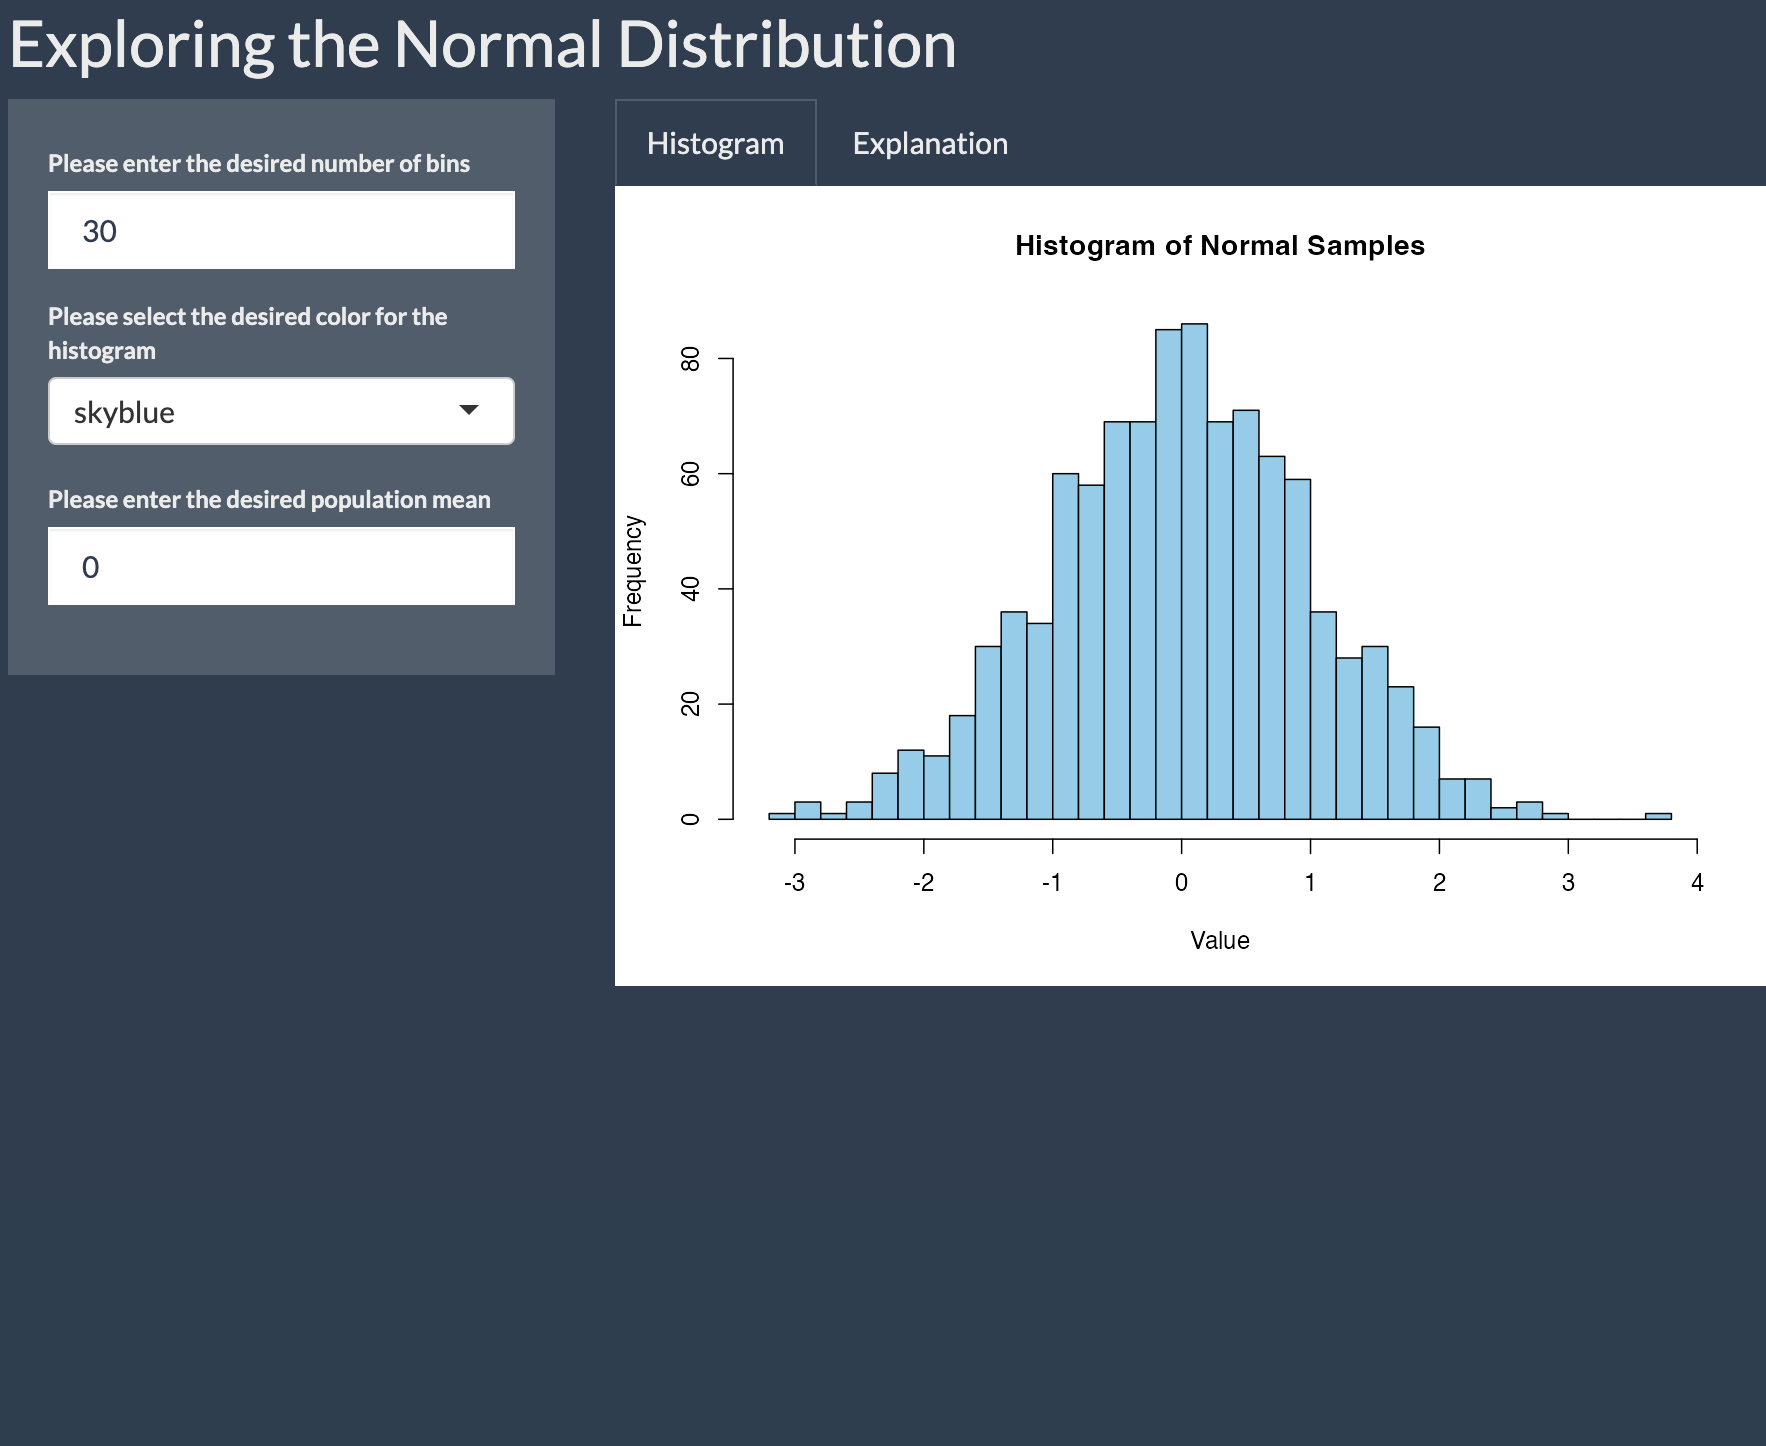 Exploring the Normal Distribution
Please enter the desired number of bins
30
Please select the desired color for the
histogram
skyblue
Please enter the desired population mean
0
Histogram Explanation
Histogram of Normal Samples
Frequency
80
60
40
20
0
-3 -2 -1 0 1 2 3 4
Value